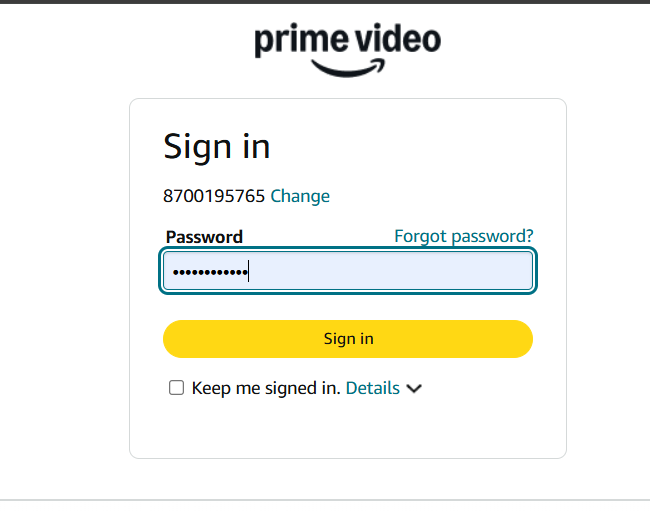 prime video
Sign in
8700195765 Change
Password Forgot password?
••••••••••••
Sign in
Keep me signed in. Details